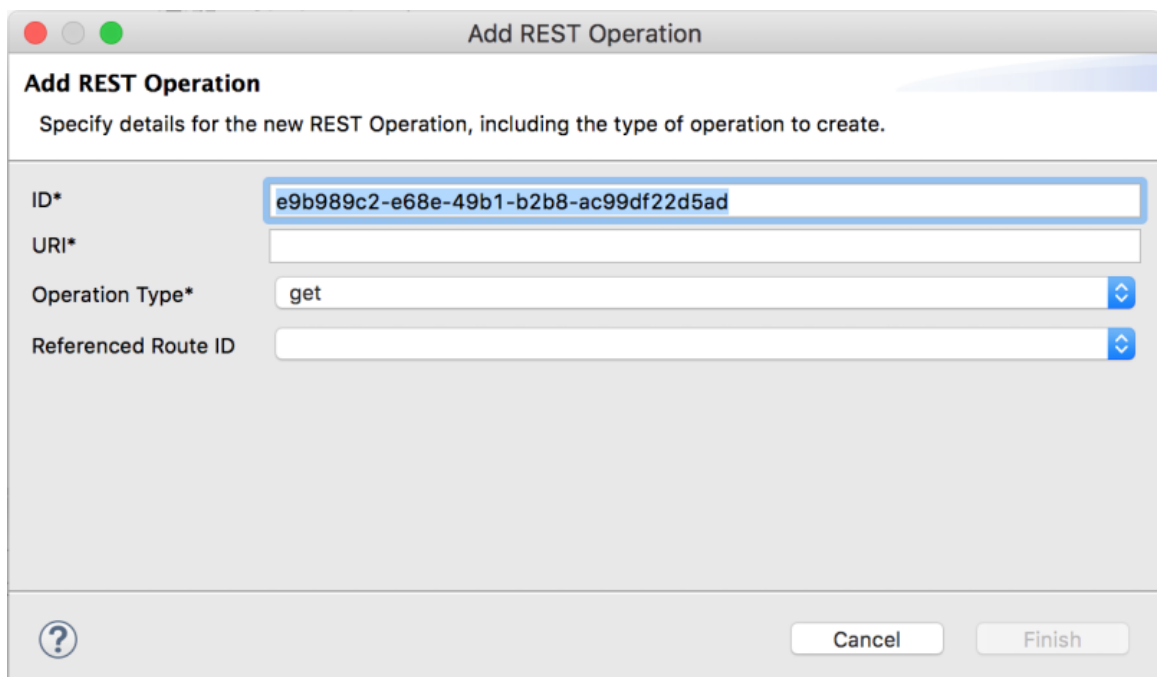 Add REST Operation
Add REST Operation
Specify details for the new REST Operation, including the type of operation to create.
ID* e9b989c2-e68e-49b1-b2b8-ac99df22d5ad
URI*
Operation Type* get
Referenced Route ID
? Cancel Finish